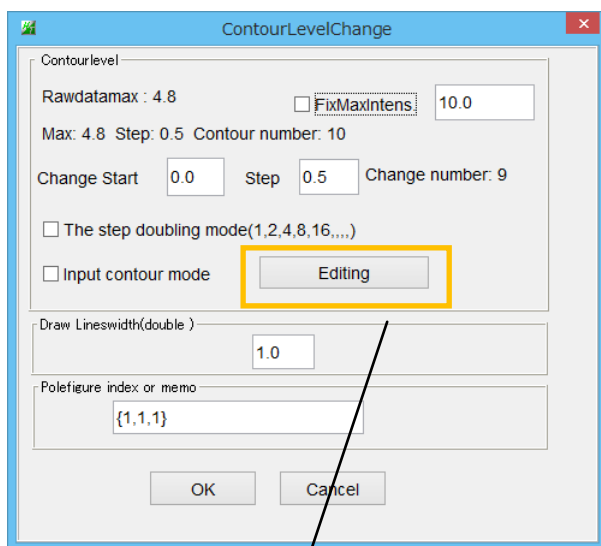 ContourLevelChange
Contourlevel
Rawdatamax : 4.8 FixMaxIntens. 10.0
Max: 4.8 Step: 0.5 Contour number: 10
Change Start 0.0 Step 0.5 Change number: 9
The step doubling mode(1,2,4,8,16,,,,)
Input contour mode Editing
Draw Lineswidth(double )
1.0
Polefigure index or memo
{1,1,1}
OK Cancel